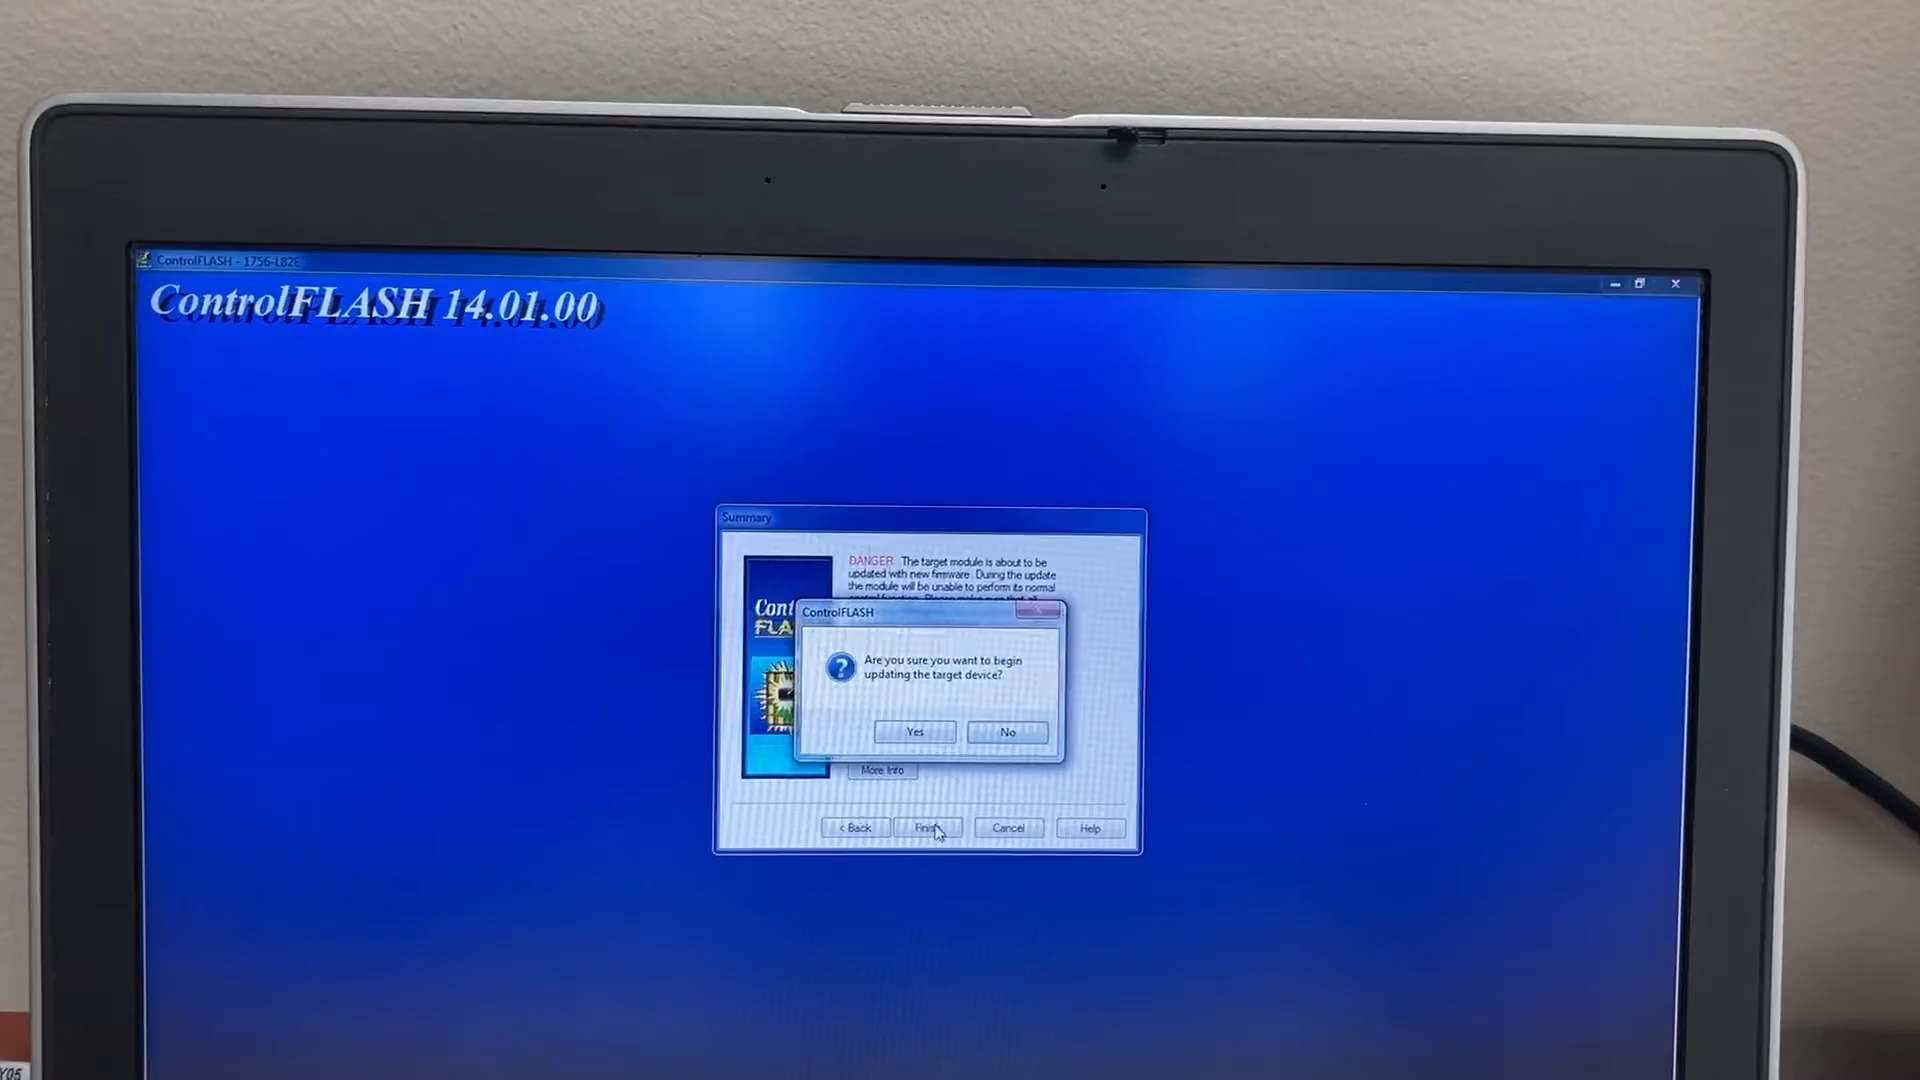 ControlFLASH - 1756-L82E
ControlFLASH 14.01.00
Summary
DANGER The target module is about to be
updated with new firmware. During the update
the module will be unable to perform its normal
ControlFLASH
Are you sure you want to begin
updating the target device?
Yes
No
More Info
< Back
Finish
Cancel
Help
Y05